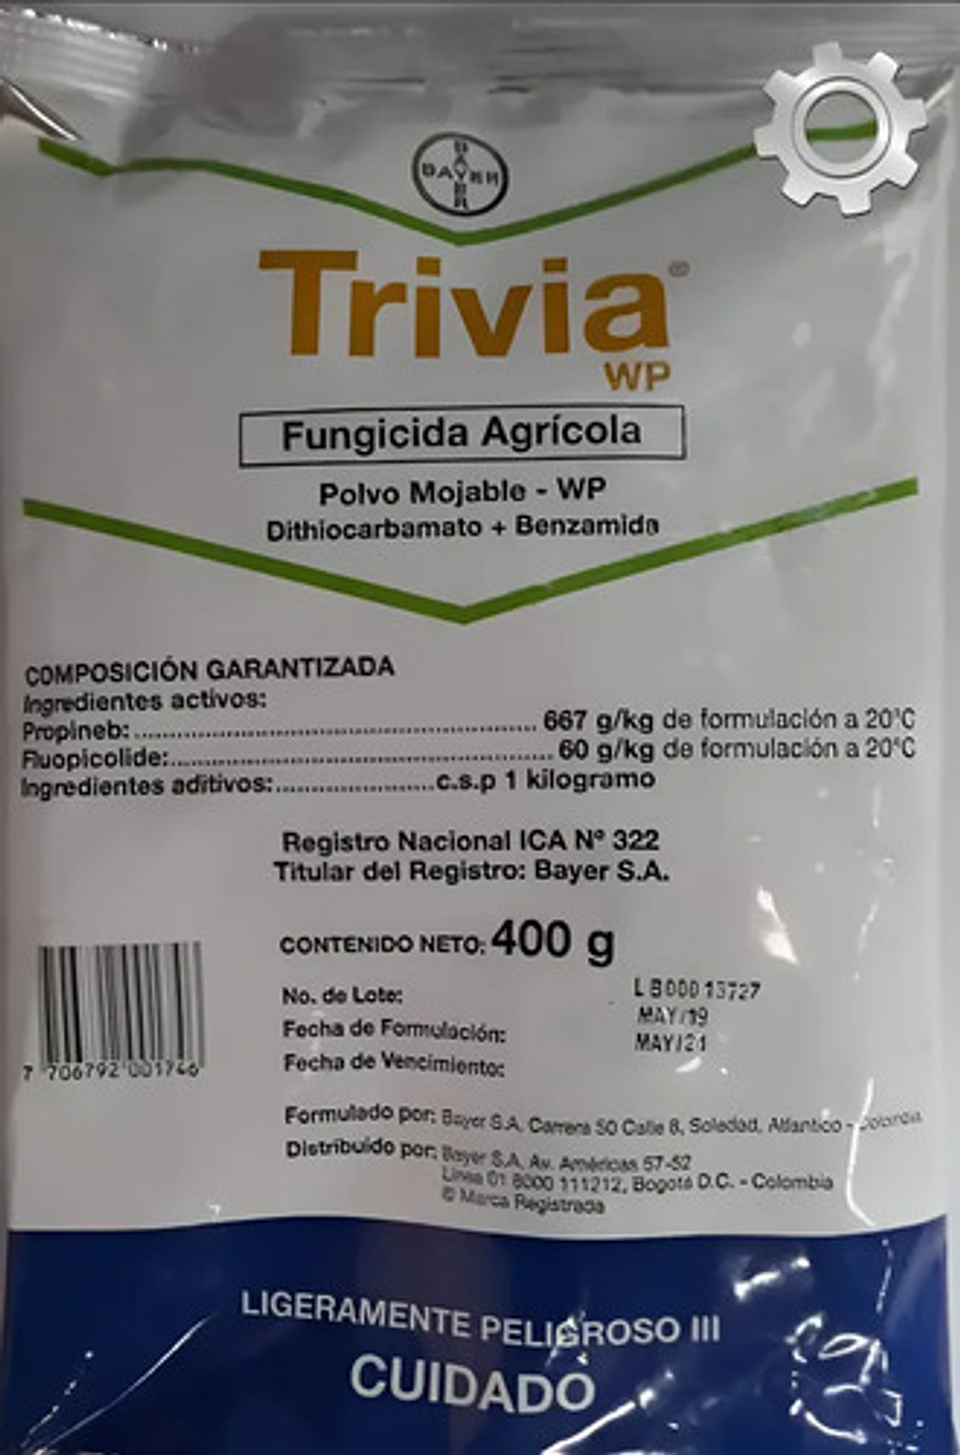 BAYER
BAYER
Trivia®
WP
Fungicida Agrícola
Polvo Mojable - WP
Dithiocarbamato + Benzamida
COMPOSICIÓN GARANTIZADA
Ingredientes activos:
Propineb:.......................................................... 667 g/kg de formulación a 20°C
Fluopicolide:....................................................... 60 g/kg de formulación a 20°C
Ingredientes aditivos:.......................c.s.p 1 kilogramo
Registro Nacional ICA Nº 322
Titular del Registro: Bayer S.A.
CONTENIDO NETO: 400 g
No. de Lote: LB00013727
Fecha de Formulación: MAY/19
Fecha de Vencimiento: MAY/21
7 706792 001746
Formulado por: Bayer S.A. Carrera 50 Calle 8, Soledad, Atlantico - Colombia
Distribuido por: Bayer S.A. Av. Américas 57-52
Línea 01 8000 111212, Bogotá D.C. - Colombia
® Marca Registrada
LIGERAMENTE PELIGROSO III
CUIDADO